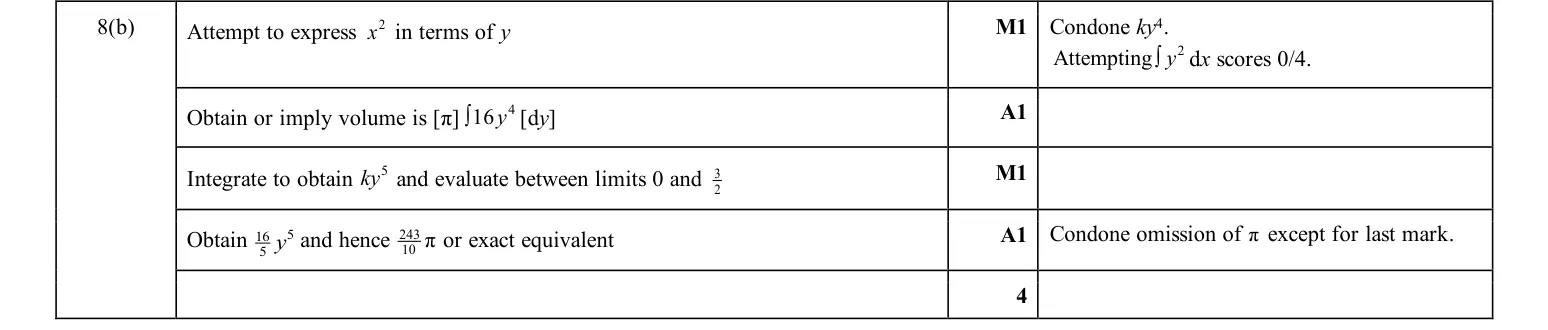 8(b) Attempt to express x² in terms of y M1 Condone ky⁴.
Attempting ∫ y² dx scores 0/4.
Obtain or imply volume is [π] ∫16y⁴ [dy] A1
Integrate to obtain ky⁵ and evaluate between limits 0 and 3/2 M1
Obtain 16/5 y⁵ and hence 243/10 π or exact equivalent A1 Condone omission of π except for last mark.
4